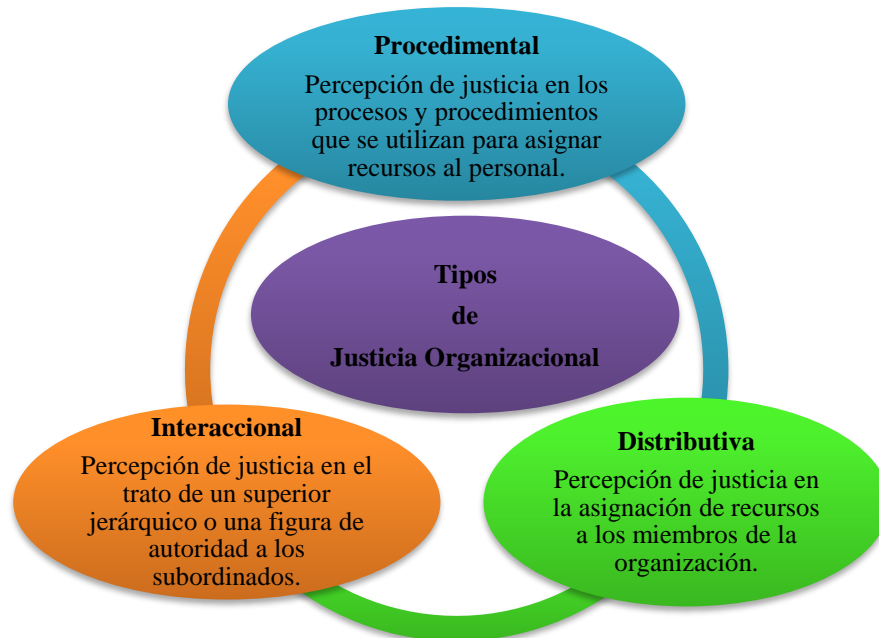 Procedimental
Percepción de justicia en los
procesos y procedimientos
que se utilizan para asignar
recursos al personal.
Tipos
de
Justicia Organizacional
Interaccional
Percepción de justicia en el
trato de un superior
jerárquico o una figura de
autoridad a los
subordinados.
Distributiva
Percepción de justicia en
la asignación de recursos
a los miembros de la
organización.